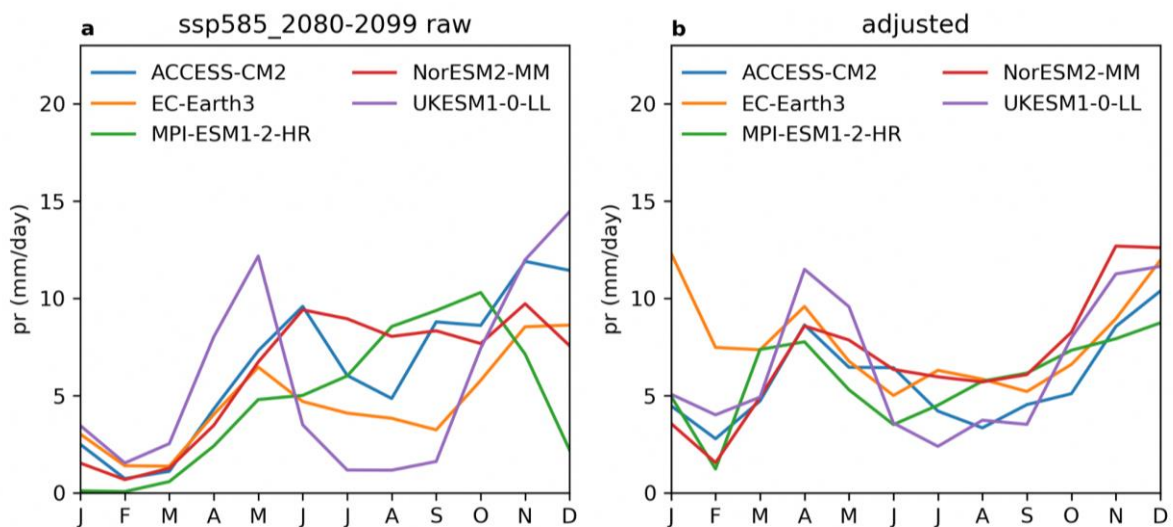 a ssp585_2080-2099 raw
ACCESS-CM2 NorESM2-MM
EC-Earth3 UKESM1-0-LL
MPI-ESM1-2-HR
20
15
10
5
0
pr (mm/day)
J F M A M J J A S O N D
b adjusted
ACCESS-CM2 NorESM2-MM
EC-Earth3 UKESM1-0-LL
MPI-ESM1-2-HR
20
15
10
5
0
pr (mm/day)
J F M A M J J A S O N D